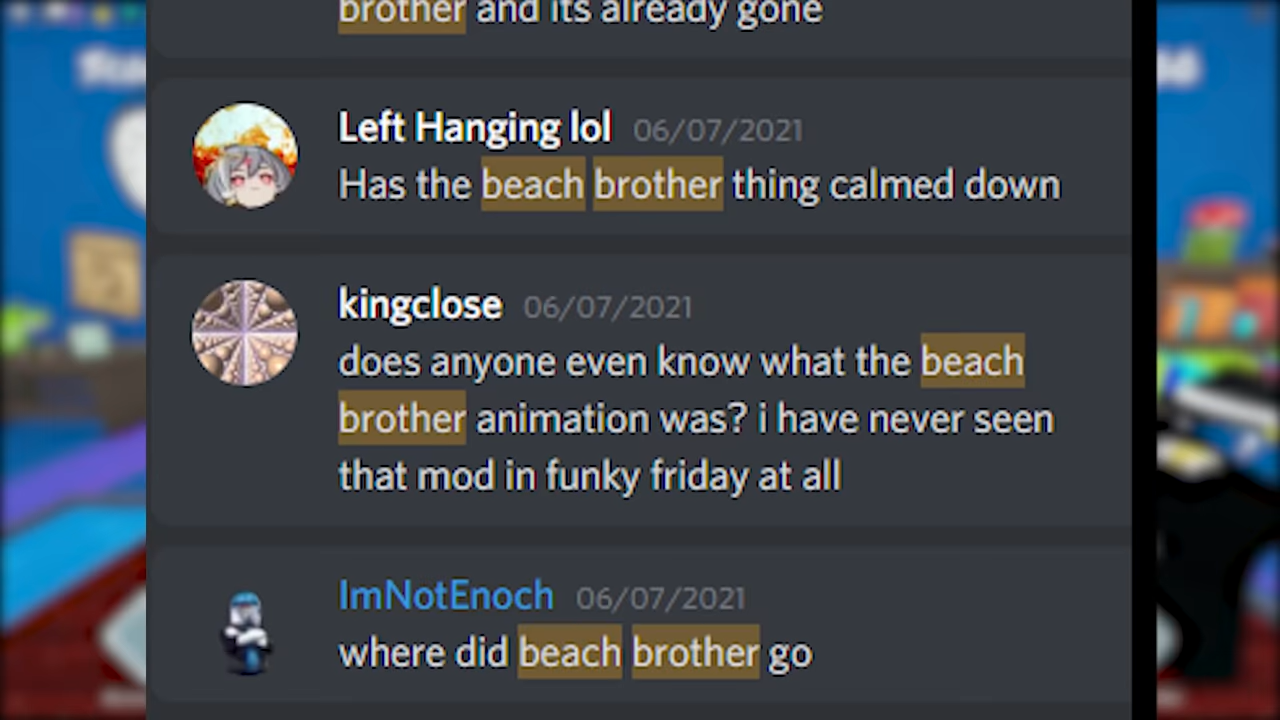 brother and its already gone
Left Hanging lol 06/07/2021
Has the beach brother thing calmed down
kingclose 06/07/2021
does anyone even know what the beach
brother animation was? i have never seen
that mod in funky friday at all
ImNotEnoch 06/07/2021
where did beach brother go